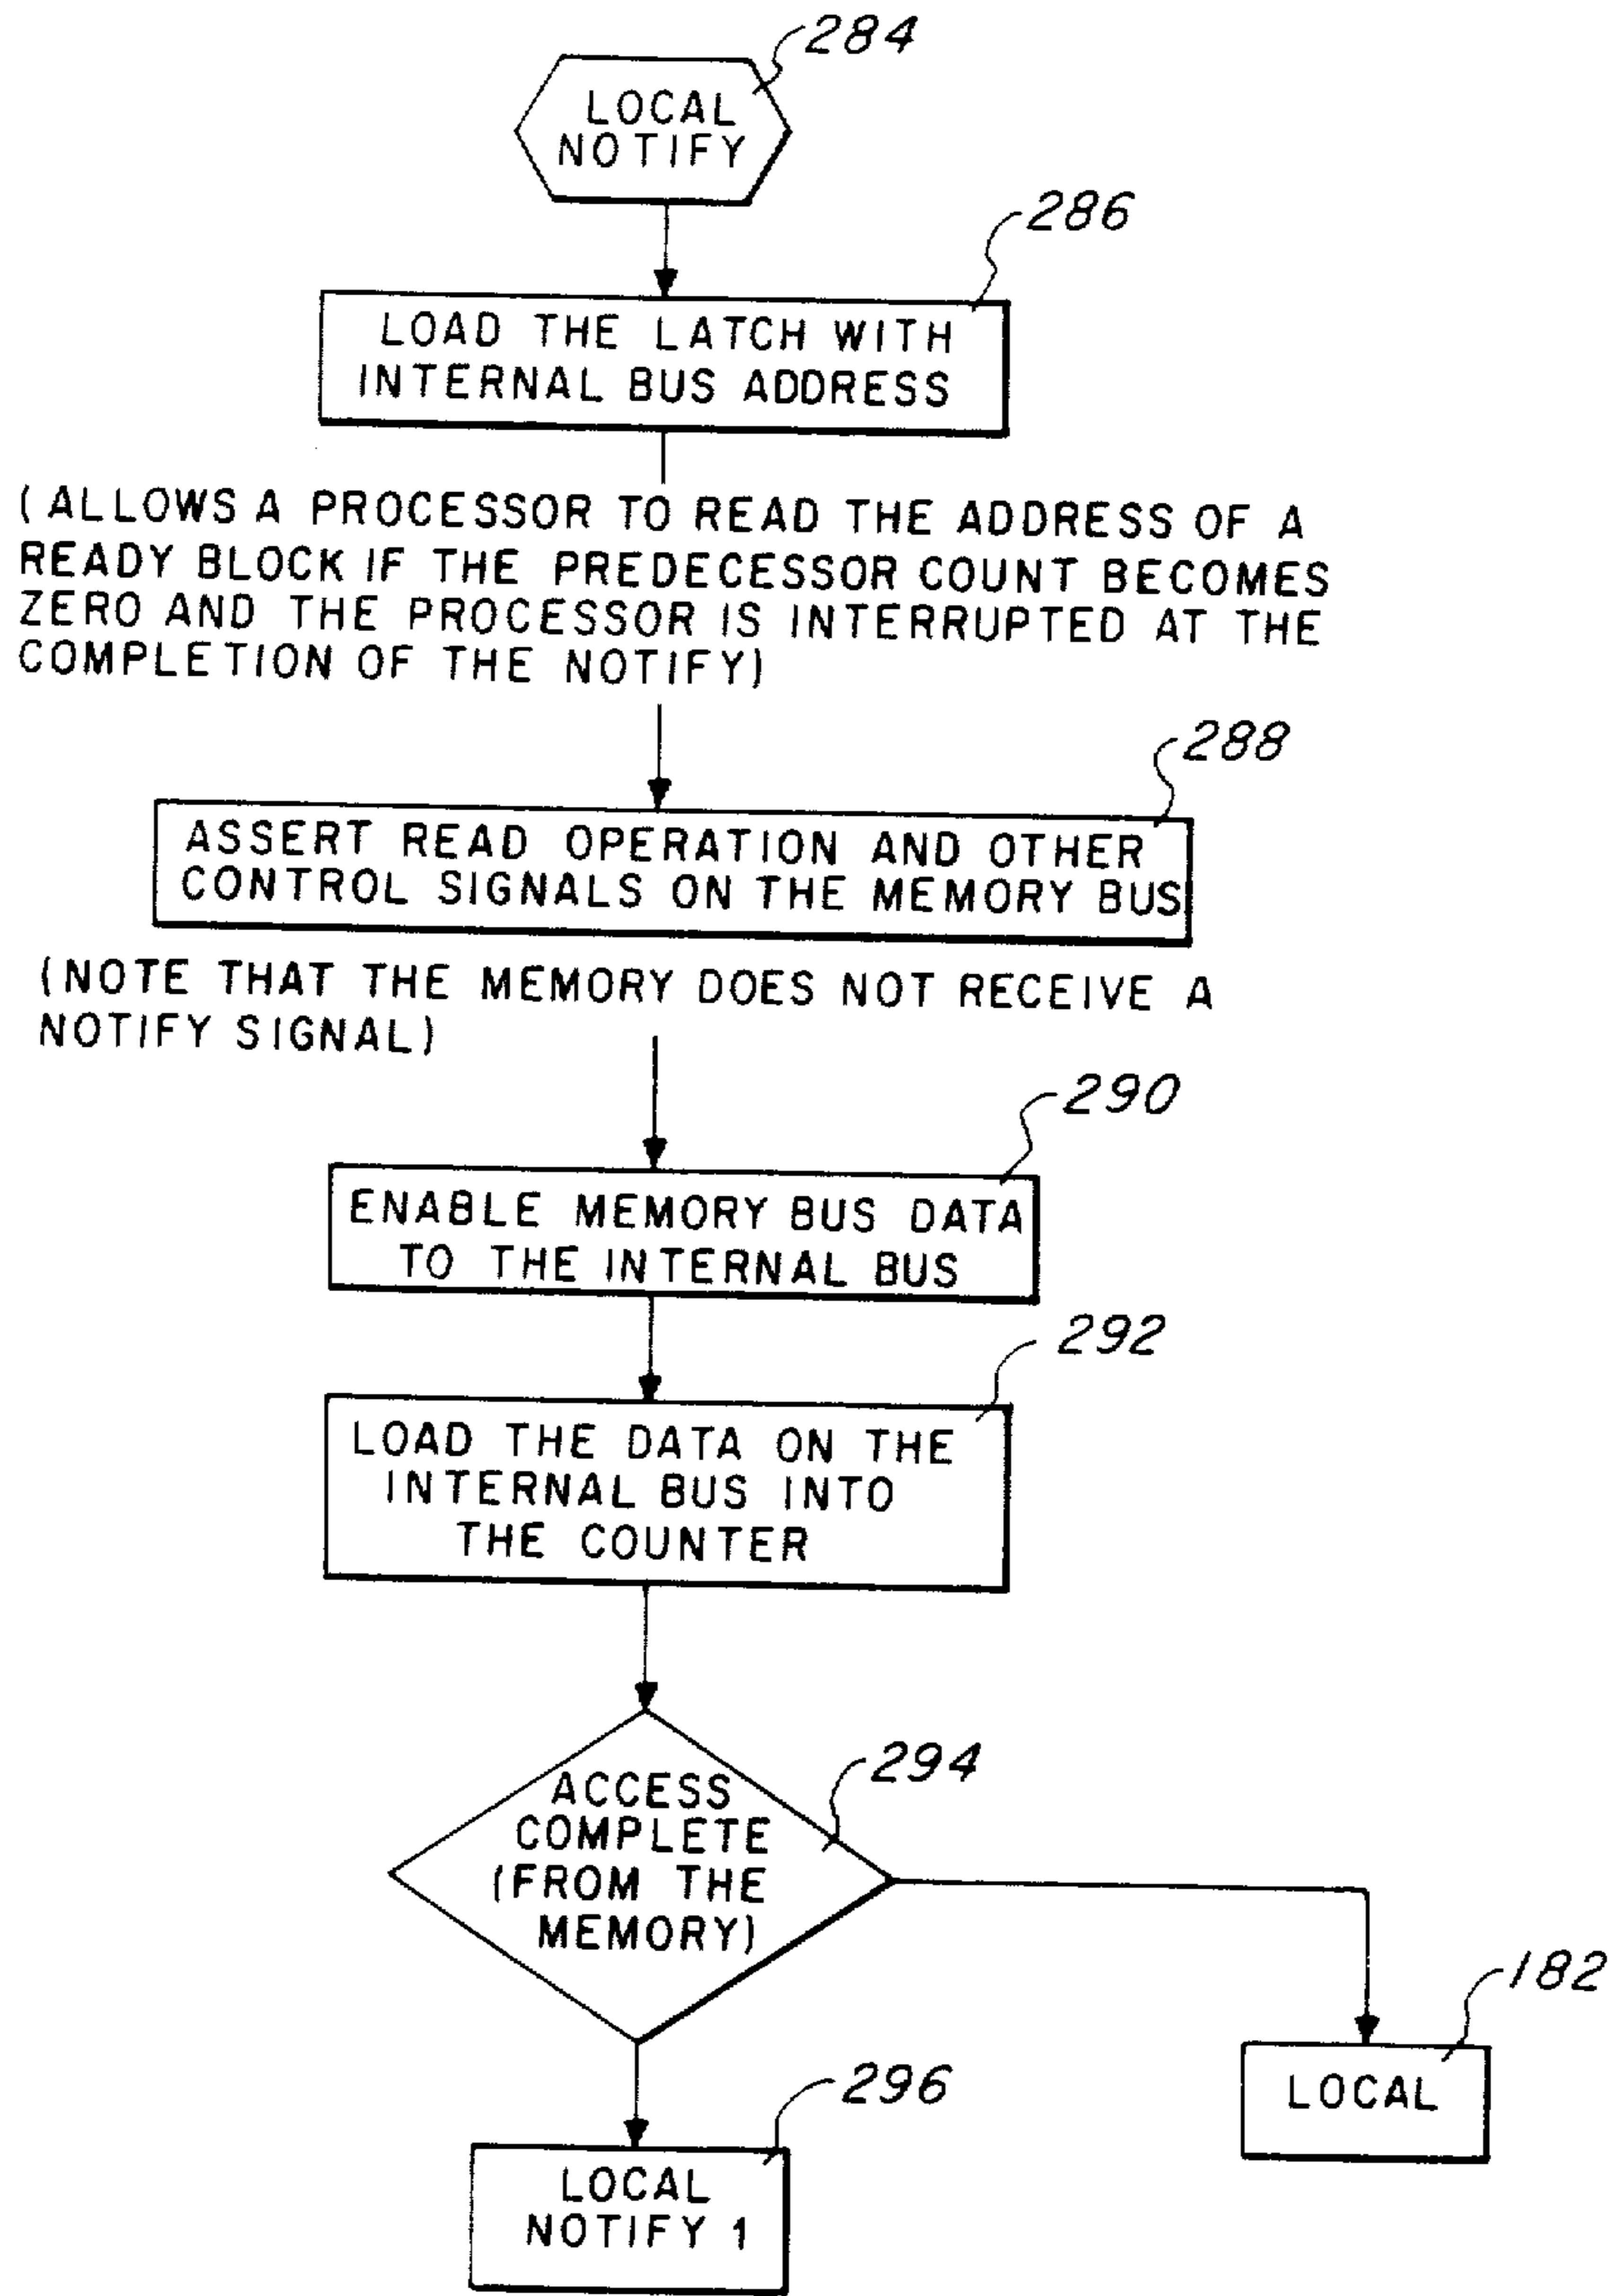 284
LOCAL
NOTIFY
286
LOAD THE LATCH WITH
INTERNAL BUS ADDRESS
(ALLOWS A PROCESSOR TO READ THE ADDRESS OF A
READY BLOCK IF THE PREDECESSOR COUNT BECOMES
ZERO AND THE PROCESSOR IS INTERRUPTED AT THE
COMPLETION OF THE NOTIFY)
288
ASSERT READ OPERATION AND OTHER
CONTROL SIGNALS ON THE MEMORY BUS
(NOTE THAT THE MEMORY DOES NOT RECEIVE A
NOTIFY SIGNAL)
290
ENABLE MEMORY BUS DATA
TO THE INTERNAL BUS
292
LOAD THE DATA ON THE
INTERNAL BUS INTO
THE COUNTER
294
ACCESS
COMPLETE
(FROM THE
MEMORY)
182
LOCAL
296
LOCAL
NOTIFY 1